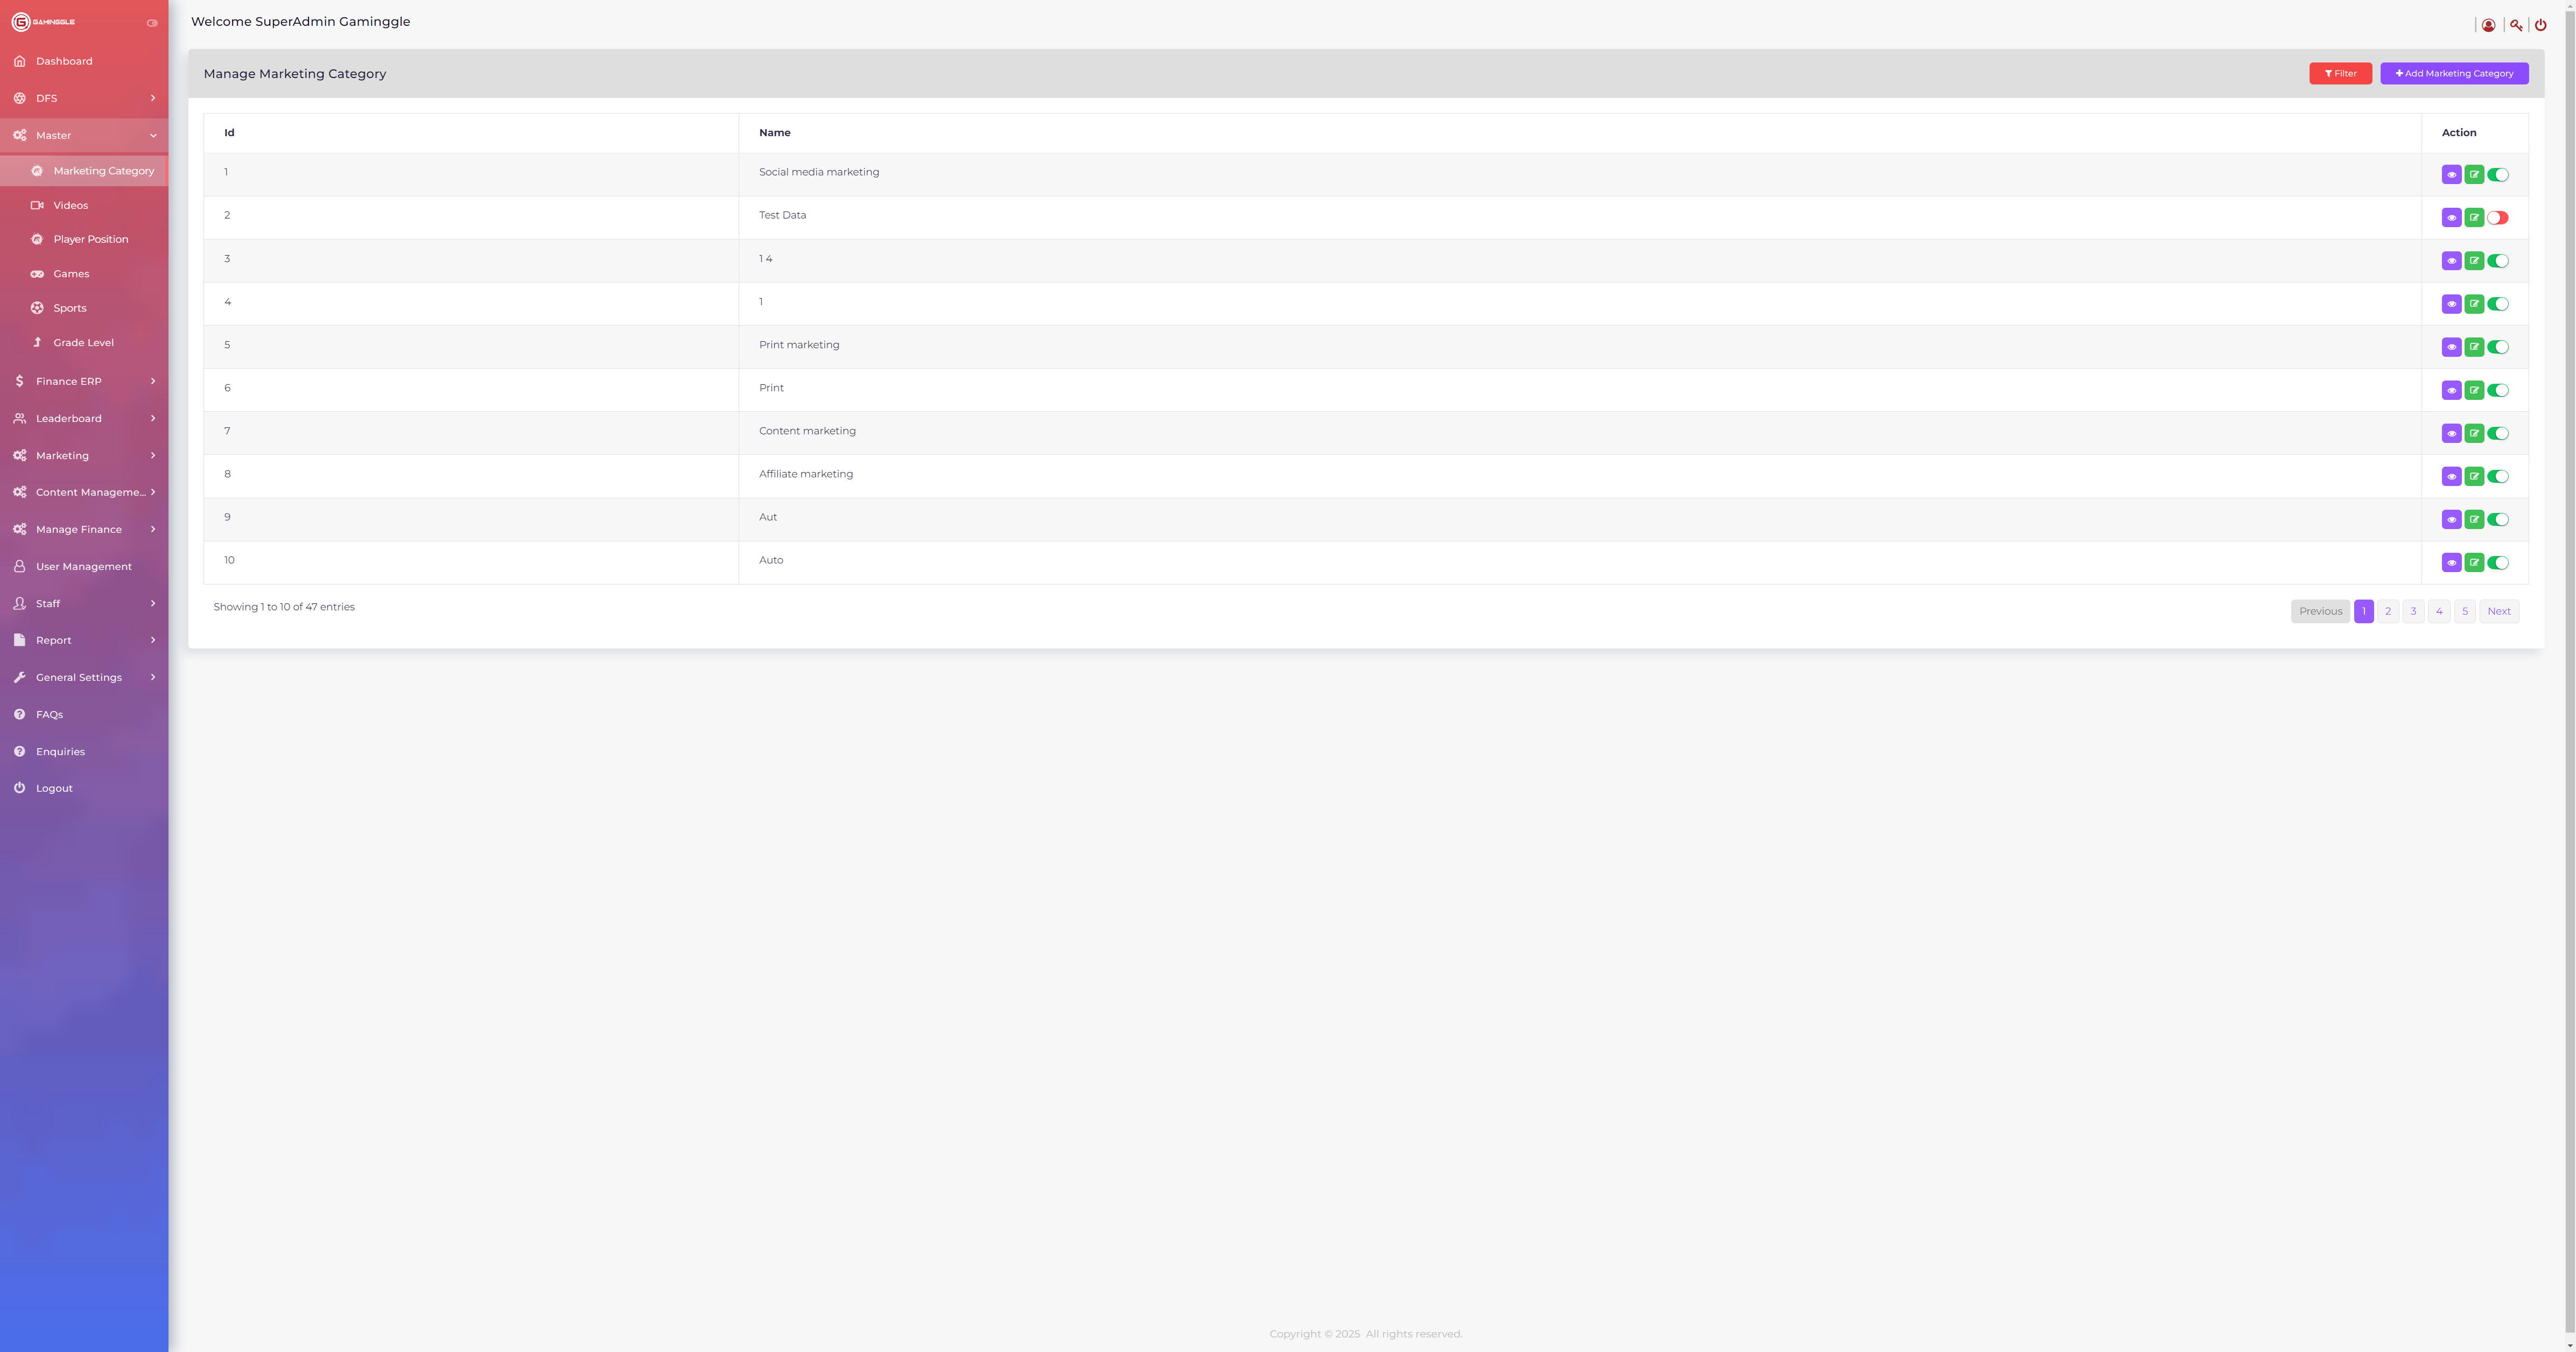 GAMINGGLE
Welcome SuperAdmin Gaminggle
Dashboard
DFS
Master
Marketing Category
Videos
Player Position
Games
Sports
Grade Level
Finance ERP
Leaderboard
Marketing
Content Manageme...
Manage Finance
User Management
Staff
Report
General Settings
FAQs
Enquiries
Logout
Manage Marketing Category
Filter
Add Marketing Category
Id Name Action
1 Social media marketing
2 Test Data
3 1 4
4 1
5 Print marketing
6 Print
7 Content marketing
8 Affiliate marketing
9 Aut
10 Auto
Showing 1 to 10 of 47 entries
Previous 1 2 3 4 5 Next
Copyright © 2025 All rights reserved.